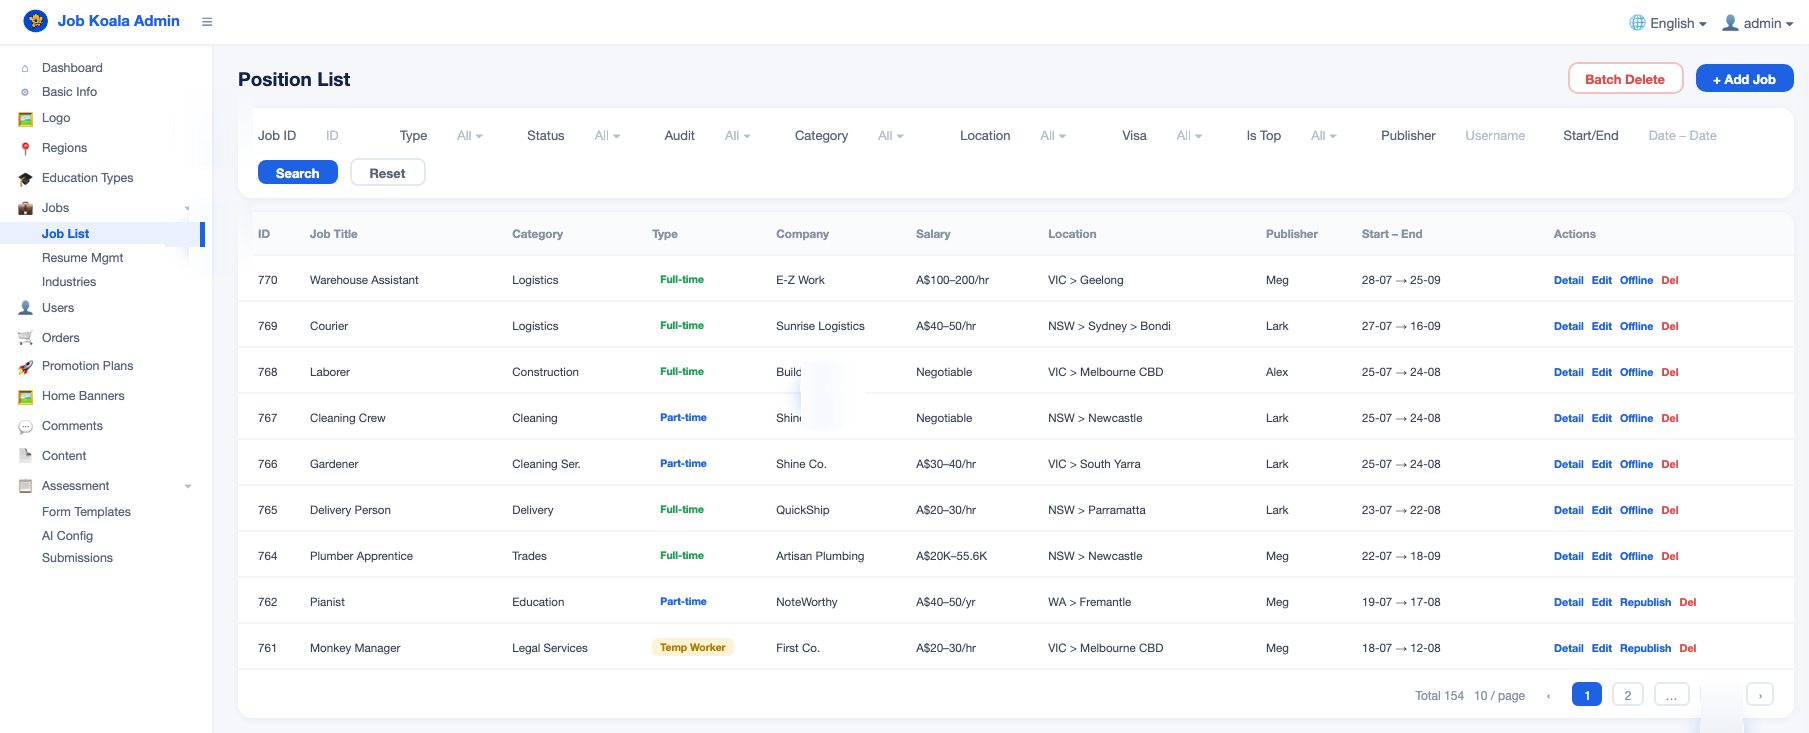 Job Koala Admin ≡ English admin
Dashboard
Basic Info
Logo
Regions
Education Types
Jobs
Job List
Resume Mgmt
Industries
Users
Orders
Promotion Plans
Home Banners
Comments
Content
Assessment
Form Templates
AI Config
Submissions
Position List Batch Delete + Add Job
Job ID ID Type All Status All Audit All Category All Location All Visa All Is Top All Publisher Username Start/End Date – Date
Search Reset
ID Job Title Category Type Company Salary Location Publisher Start – End Actions
770 Warehouse Assistant Logistics Full-time E-Z Work A$100–200/hr VIC > Geelong Meg 28-07 → 25-09 Detail Edit Offline Del
769 Courier Logistics Full-time Sunrise Logistics A$40–50/hr NSW > Sydney > Bondi Lark 27-07 → 16-09 Detail Edit Offline Del
768 Laborer Construction Full-time Negotiable VIC > Melbourne CBD Alex 25-07 → 24-08 Detail Edit Offline Del
767 Cleaning Crew Cleaning Part-time Negotiable NSW > Newcastle Lark 25-07 → 24-08 Detail Edit Offline Del
766 Gardener Cleaning Ser. Part-time Shine Co. A$30–40/hr VIC > South Yarra Lark 25-07 → 24-08 Detail Edit Offline Del
765 Delivery Person Delivery Full-time QuickShip A$20–30/hr NSW > Parramatta Lark 23-07 → 22-08 Detail Edit Offline Del
764 Plumber Apprentice Trades Full-time Artisan Plumbing A$20K–55.6K NSW > Newcastle Meg 22-07 → 18-09 Detail Edit Offline Del
762 Pianist Education Part-time NoteWorthy A$40–50/yr WA > Fremantle Meg 19-07 → 17-08 Detail Edit Republish Del
761 Monkey Manager Legal Services Temp Worker First Co. A$20–30/hr VIC > Melbourne CBD Meg 18-07 → 12-08 Detail Edit Republish Del
Total 154 10 / page ‹ 1 2 ... ›